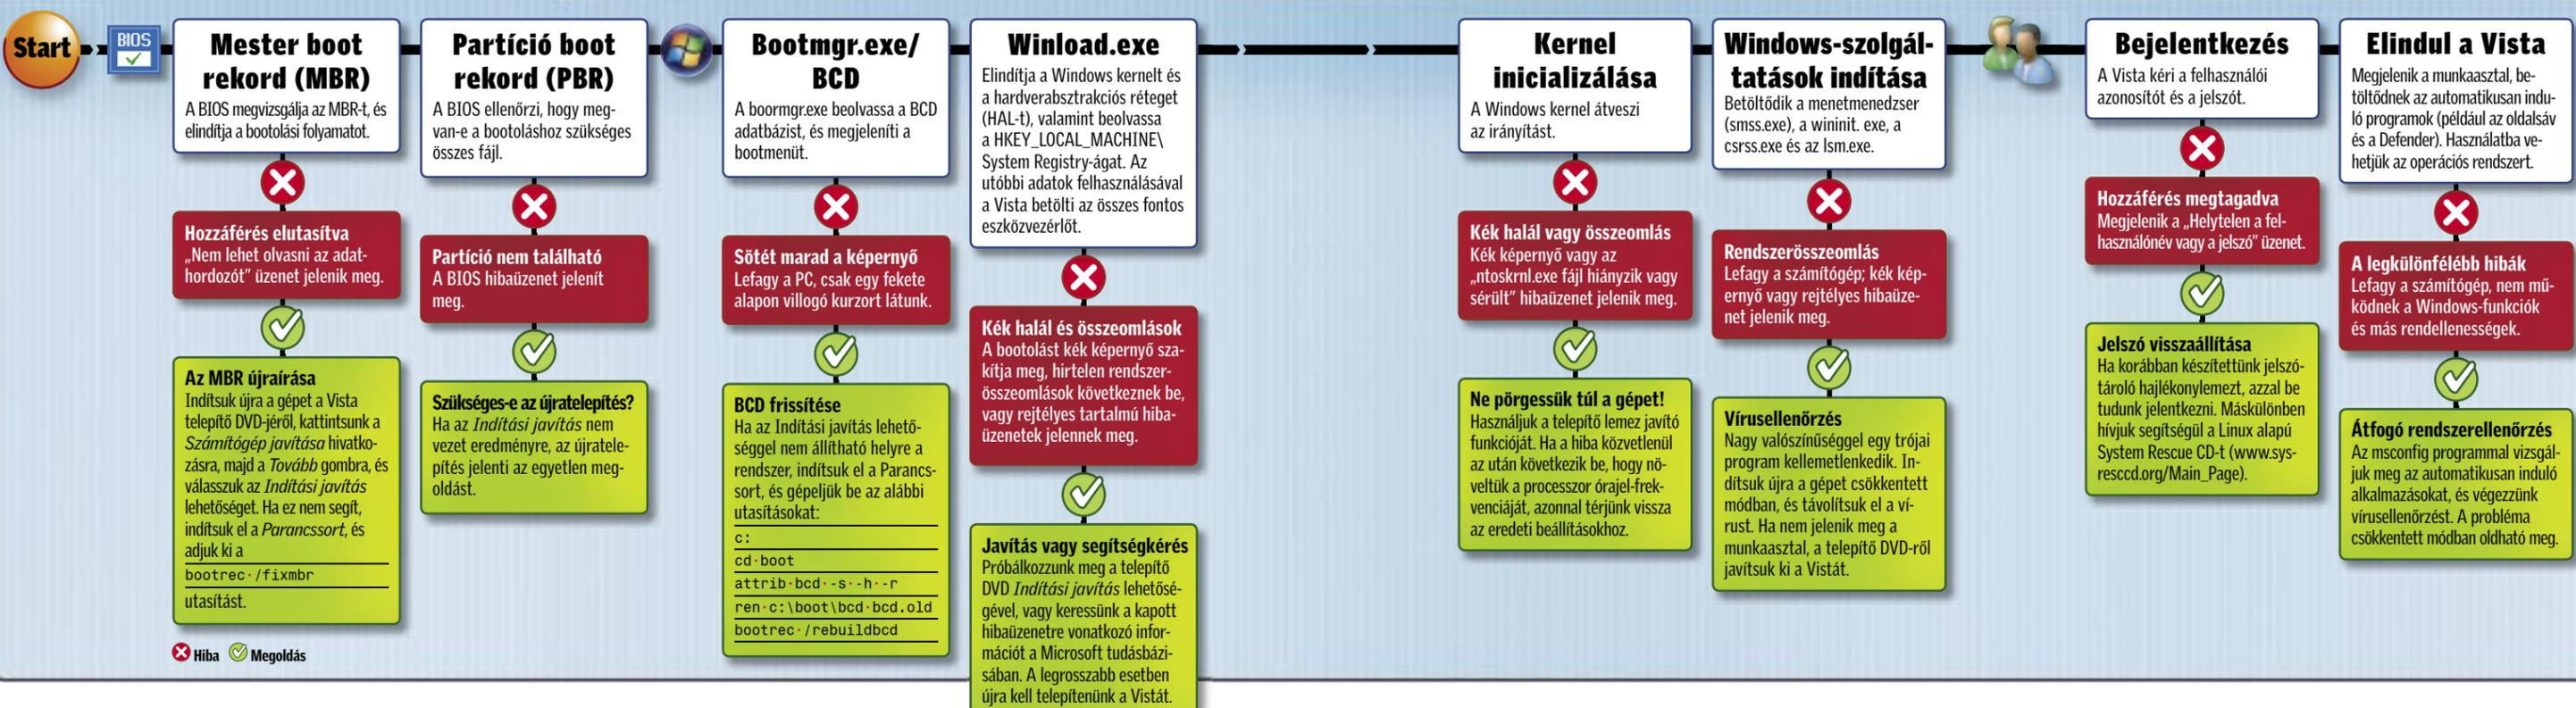 Start
BIOS
Mester boot
rekord (MBR)
A BIOS megvizsgálja az MBR-t, és
elindítja a bootolási folyamatot.
Hozzáférés elutasítva
„Nem lehet olvasni az adat-
hordozót” üzenet jelenik meg.
Az MBR újraírása
Indítsuk újra a gépet a Vista
telepítő DVD-jéről, kattintsunk a
Számítógép javítása hivatko-
zásra, majd a Tovább gombra, és
válasszuk az Indítási javítás
lehetőséget. Ha ez nem segít,
indítsuk el a Parancssort, és
adjuk ki a
bootrec·/fixmbr
utasítást.
Hiba
Megoldás
Partíció boot
rekord (PBR)
A BIOS ellenőrzi, hogy meg-
van-e a bootoláshoz szükséges
összes fájl.
Partíció nem található
A BIOS hibaüzenet jelenít
meg.
Szükséges-e az újratelepítés?
Ha az Indítási javítás nem
vezet eredményre, az újratele-
pítés jelenti az egyetlen meg-
oldást.
Bootmgr.exe/
BCD
A boormgr.exe beolvassa a BCD
adatbázist, és megjeleníti a
bootmenüt.
Sötét marad a képernyő
Lefagy a PC, csak egy fekete
alapon villogó kurzort látunk.
BCD frissítése
Ha az Indítási javítás lehető-
séggel nem állítható helyre a
rendszer, indítsuk el a Parancs-
sort, és gépeljük be az alábbi
utasításokat:
c:
cd·boot
attrib·bcd·-s·-h·-r
ren·c:\boot\bcd·bcd.old
bootrec·/rebuildbcd
Winload.exe
Elindítja a Windows kernelt és
a hardverabsztrakciós réteget
(HAL-t), valamint beolvassa
a HKEY_LOCAL_MACHINE\
System Registry-ágat. Az
utóbbi adatok felhasználásával
a Vista betölti az összes fontos
eszközvezérlőt.
Kék halál és összeomlások
A bootolást kék képernyő sza-
kítja meg, hirtelen rendszer-
összeomlások következnek be,
vagy rejtélyes tartalmú hiba-
üzenetek jelennek meg.
Javítás vagy segítségkérés
Próbálkozzunk meg a telepítő
DVD Indítási javítás lehetősé-
gével, vagy keressünk a kapott
hibaüzenetre vonatkozó infor-
mációt a Microsoft tudásbázi-
sában. A legrosszabb esetben
újra kell telepítenünk a Vistát.
Kernel
inicializálása
A Windows kernel átveszi
az irányítást.
Kék halál vagy összeomlás
Kék képernyő vagy az
„ntoskrnl.exe fájl hiányzik vagy
sérült” hibaüzenet jelenik meg.
Ne pörgessük túl a gépet!
Használjuk a telepítő lemez javító
funkcióját. Ha a hiba közvetlenül
az után következik be, hogy nö-
veltük a processzor órajel-frek-
venciáját, azonnal térjünk vissza
az eredeti beállításokhoz.
Windows-szolgál-
tatások indítása
Betöltődik a menetmenedzser
(smss.exe), a wininit. exe, a
csrss.exe és az lsm.exe.
Rendszerösszeomlás
Lefagy a számítógép; kék kép-
ernyő vagy rejtélyes hibaüze-
net jelenik meg.
Vírusellenőrzés
Nagy valószínűséggel egy trójai
program kellemetlenkedik. In-
dítsuk újra a gépet csökkentett
módban, és távolítsuk el a ví-
rust. Ha nem jelenik meg a
munkaasztal, a telepítő DVD-ről
javítsuk ki a Vistát.
Bejelentkezés
A Vista kéri a felhasználói
azonosítót és a jelszót.
Hozzáférés megtagadva
Megjelenik a „Helytelen a fel-
használónév vagy a jelszó” üzenet.
Jelszó visszaállítása
Ha korábban készítettünk jelszó-
tároló hajlékonylemezt, azzal be
tudunk jelentkezni. Máskülönben
hívjuk segítségül a Linux alapú
System Rescue CD-t (www.sys-
resccd.org/Main_Page).
Elindul a Vista
Megjelenik a munkaasztal, be-
töltődnek az automatikusan indu-
ló programok (például az oldalsáv
és a Defender). Használatba ve-
hetjük az operációs rendszert.
A legkülönfélébb hibák
Lefagy a számítógép, nem mű-
ködnek a Windows-funkciók
és más rendellenességek.
Átfogó rendszerellenőrzés
Az msconfig programmal vizsgál-
juk meg az automatikusan induló
alkalmazásokat, és végezzünk
vírusellenőrzést. A probléma
csökkentett módban oldható meg.